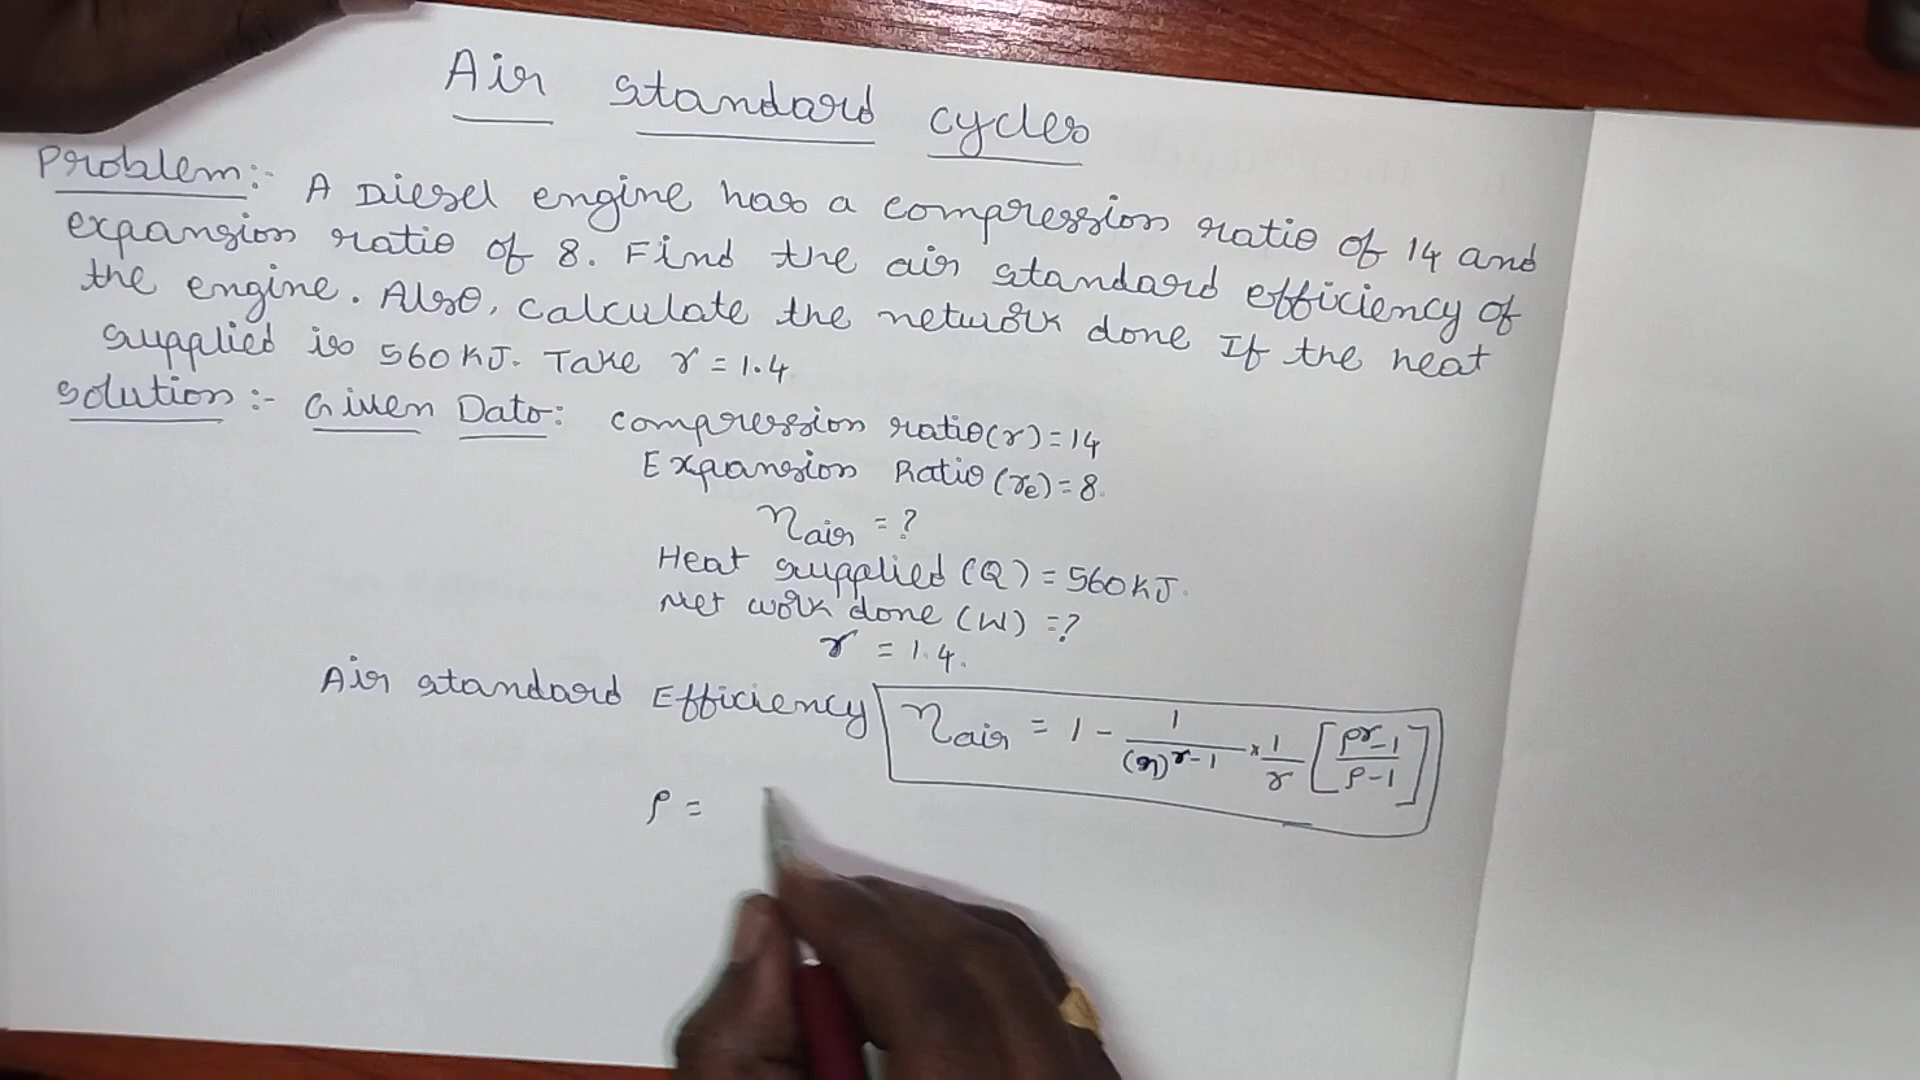 Air standard cycles
Problem:- A Diesel engine has a compression ratio of 14 and
expansion ratio of 8. Find the air standard efficiency of
the engine. Also, calculate the network done If the heat
supplied is 560 KJ. Take γ = 1.4
Solution:- Given Data: compression ratio(r)=14
Expansion Ratio (re)=8.
ηair = ?
Heat supplied (Q) = 560 KJ.
Net work done (W) = ?
γ = 1.4.
Air standard Efficiency ηair = 1 - 1/(r)^γ-1 × 1/γ [ρ^γ-1/ρ-1]
ρ =